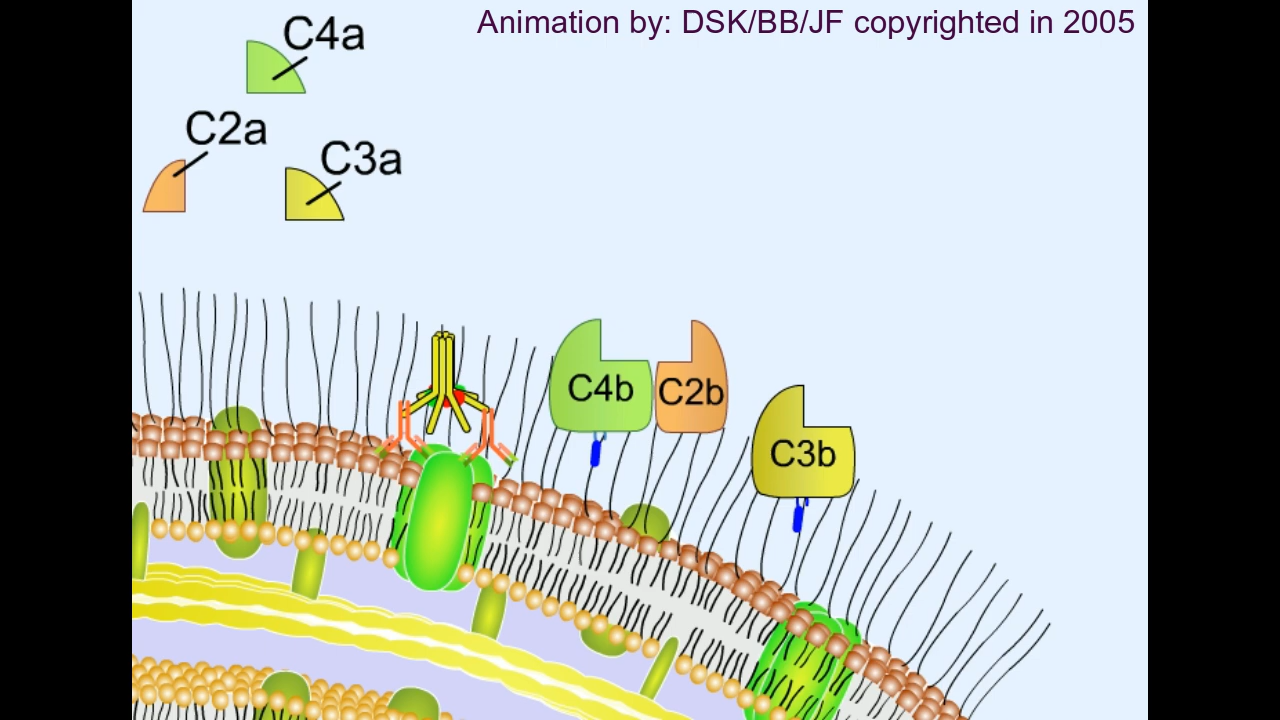 Animation by: DSK/BB/JF copyrighted in 2005
C4a
C2a
C3a
C4b
C2b
C3b